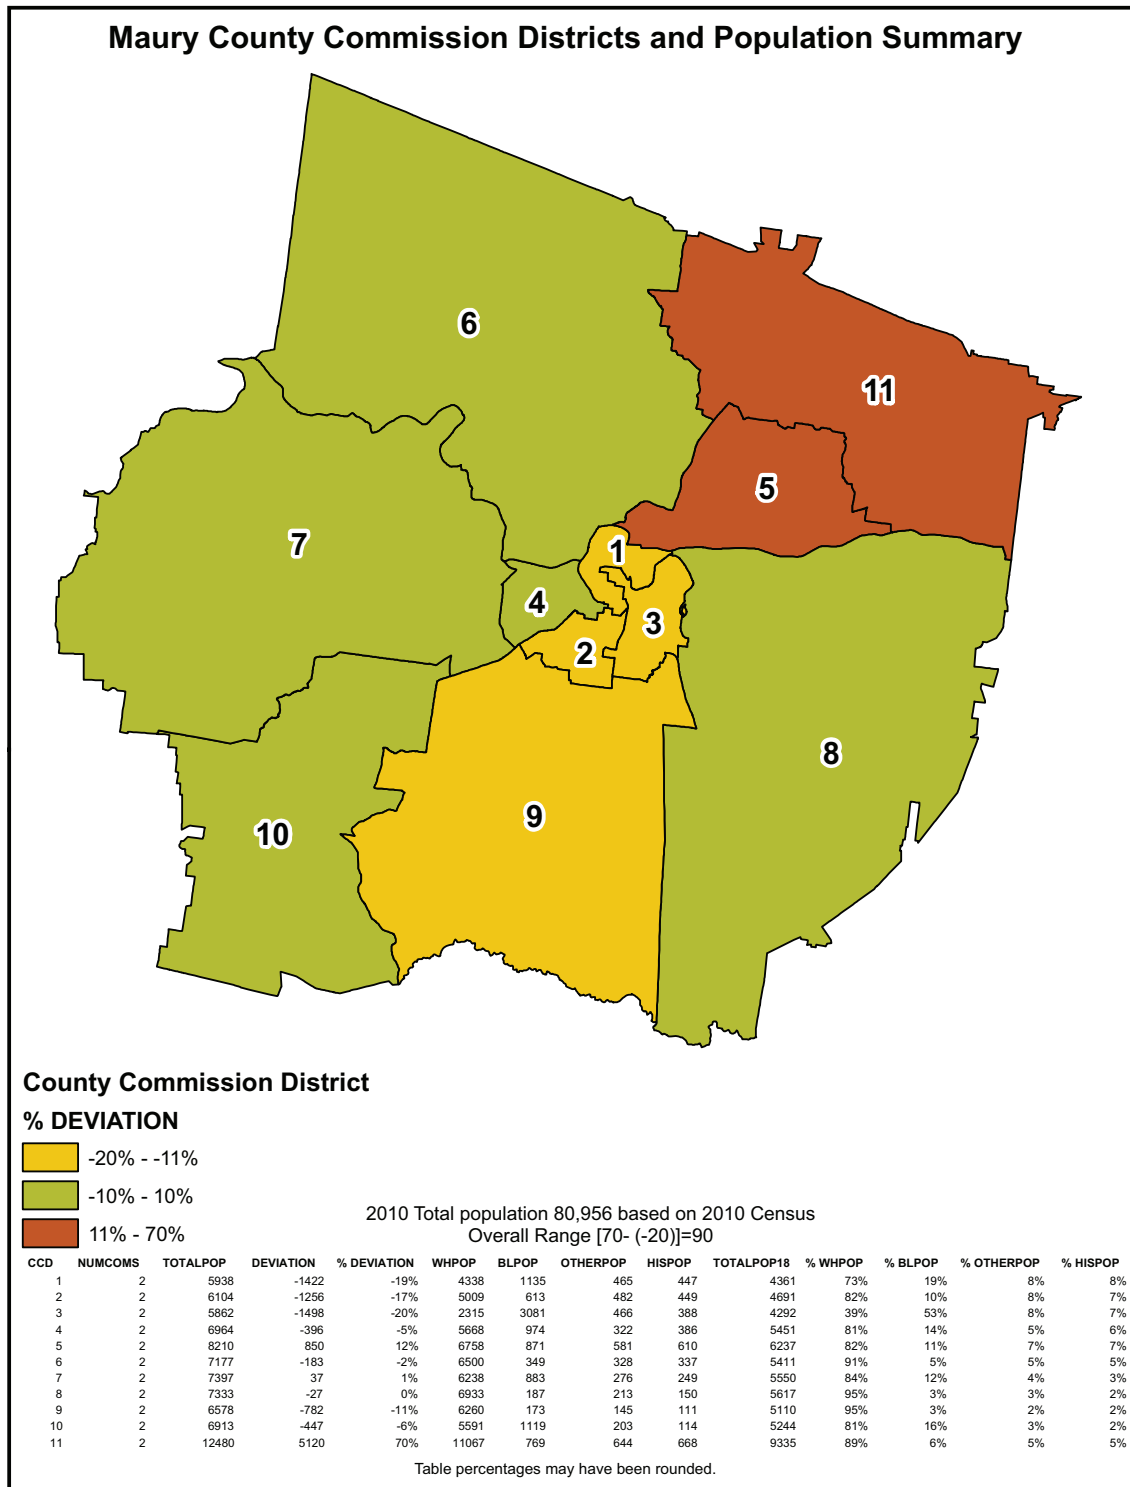 Maury County Commission Districts and Population Summary
6
11
5
7
1
4
3
2
8
9
10
County Commission District
% DEVIATION
-20% - -11%
-10% - 10%
11% - 70%
2010 Total population 80,956 based on 2010 Census
Overall Range [70- (-20)]=90
CCD NUMCOMS TOTALPOP DEVIATION % DEVIATION WHPOP BLPOP OTHERPOP HISPOP TOTALPOP18 % WHPOP % BLPOP % OTHERPOP % HISPOP
1 2 5938 -1422 -19% 4338 1135 465 447 4361 73% 19% 8% 8%
2 2 6104 -1256 -17% 5009 613 482 449 4691 82% 10% 8% 7%
3 2 5862 -1498 -20% 2315 3081 466 388 4292 39% 53% 8% 7%
4 2 6964 -396 -5% 5668 974 322 386 5451 81% 14% 5% 6%
5 2 8210 850 12% 6758 871 581 610 6237 82% 11% 7% 7%
6 2 7177 -183 -2% 6500 349 328 337 5411 91% 5% 5% 5%
7 2 7397 37 1% 6238 883 276 249 5550 84% 12% 4% 3%
8 2 7333 -27 0% 6933 187 213 150 5617 95% 3% 3% 2%
9 2 6578 -782 -11% 6260 173 145 111 5110 95% 3% 2% 2%
10 2 6913 -447 -6% 5591 1119 203 114 5244 81% 16% 3% 2%
11 2 12480 5120 70% 11067 769 644 668 9335 89% 6% 5% 5%
Table percentages may have been rounded.